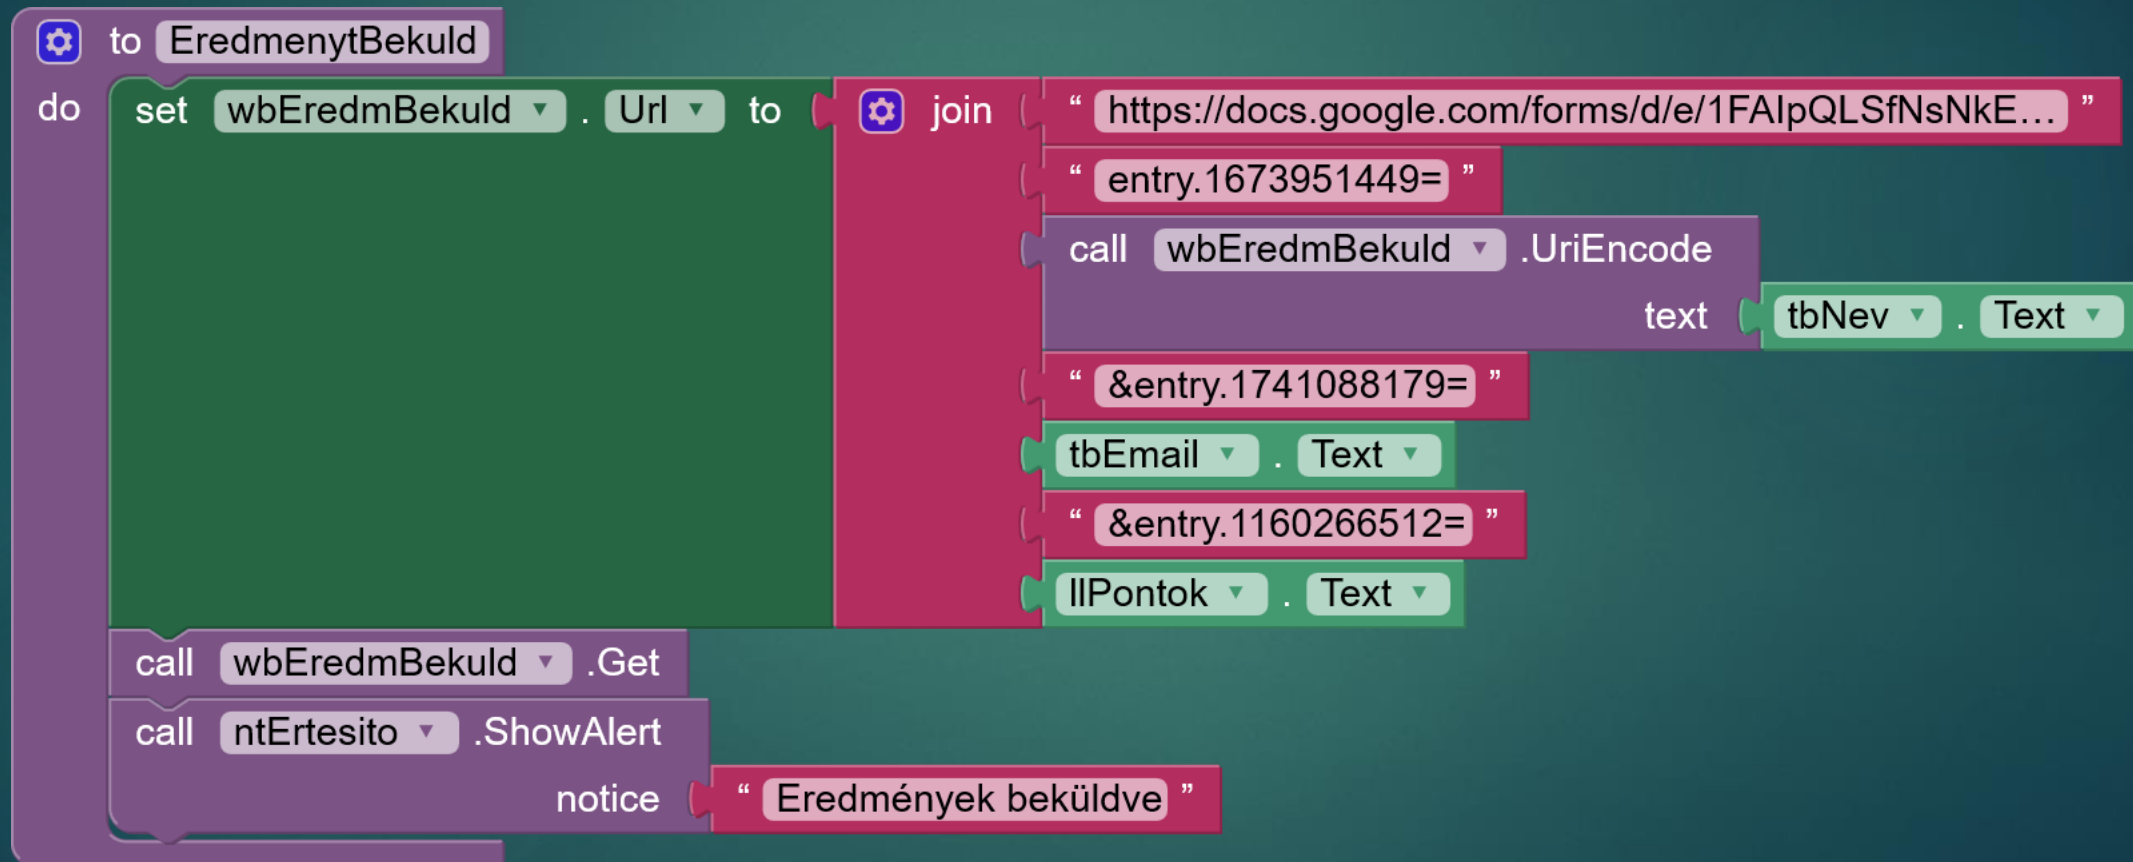 to EredmenytBekuld
do set wbEredmBekuld . Url to join “ https://docs.google.com/forms/d/e/1FAIpQLSfNsNkE... ”
“ entry.1673951449= ”
call wbEredmBekuld .UriEncode
text tbNev . Text
“ &entry.1741088179= ”
tbEmail . Text
“ &entry.1160266512= ”
llPontok . Text
call wbEredmBekuld .Get
call ntErtesito .ShowAlert
notice “ Eredmények beküldve ”